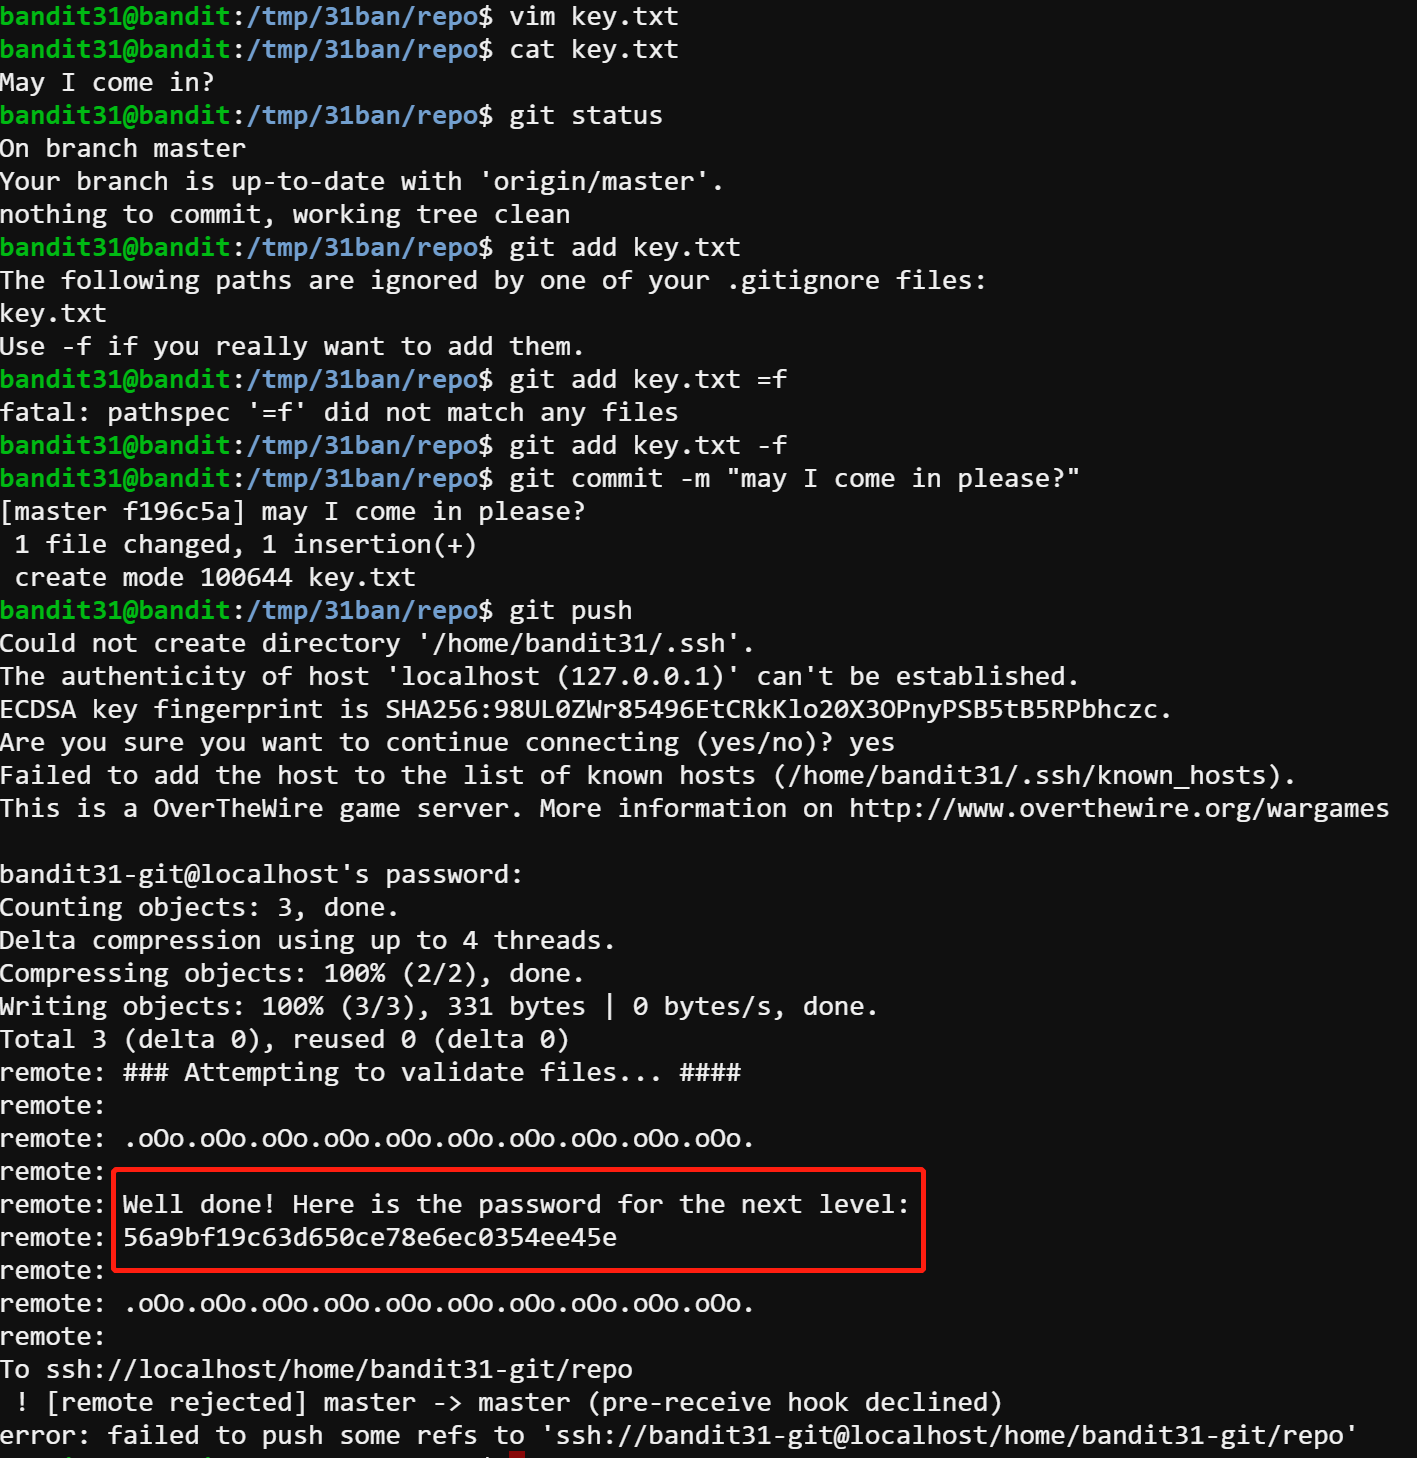 bandit31@bandit:/tmp/31ban/repo$ vim key.txt
bandit31@bandit:/tmp/31ban/repo$ cat key.txt
May I come in?
bandit31@bandit:/tmp/31ban/repo$ git status
On branch master
Your branch is up-to-date with 'origin/master'.
nothing to commit, working tree clean
bandit31@bandit:/tmp/31ban/repo$ git add key.txt
The following paths are ignored by one of your .gitignore files:
key.txt
Use -f if you really want to add them.
bandit31@bandit:/tmp/31ban/repo$ git add key.txt =f
fatal: pathspec '=f' did not match any files
bandit31@bandit:/tmp/31ban/repo$ git add key.txt -f
bandit31@bandit:/tmp/31ban/repo$ git commit -m "may I come in please?"
[master f196c5a] may I come in please?
 1 file changed, 1 insertion(+)
 create mode 100644 key.txt
bandit31@bandit:/tmp/31ban/repo$ git push
Could not create directory '/home/bandit31/.ssh'.
The authenticity of host 'localhost (127.0.0.1)' can't be established.
ECDSA key fingerprint is SHA256:98UL0ZWr85496EtCRkKlo20X3OPnyPSB5tB5RPbhczc.
Are you sure you want to continue connecting (yes/no)? yes
Failed to add the host to the list of known hosts (/home/bandit31/.ssh/known_hosts).
This is a OverTheWire game server. More information on http://www.overthewire.org/wargames
bandit31-git@localhost's password:
Counting objects: 3, done.
Delta compression using up to 4 threads.
Compressing objects: 100% (2/2), done.
Writing objects: 100% (3/3), 331 bytes | 0 bytes/s, done.
Total 3 (delta 0), reused 0 (delta 0)
remote: ### Attempting to validate files... ####
remote:
remote: .oOo.oOo.oOo.oOo.oOo.oOo.oOo.oOo.oOo.oOo.
remote:
remote: Well done! Here is the password for the next level:
remote: 56a9bf19c63d650ce78e6ec0354ee45e
remote:
remote: .oOo.oOo.oOo.oOo.oOo.oOo.oOo.oOo.oOo.oOo.
remote:
To ssh://localhost/home/bandit31-git/repo
 ! [remote rejected] master -> master (pre-receive hook declined)
error: failed to push some refs to 'ssh://bandit31-git@localhost/home/bandit31-git/repo'